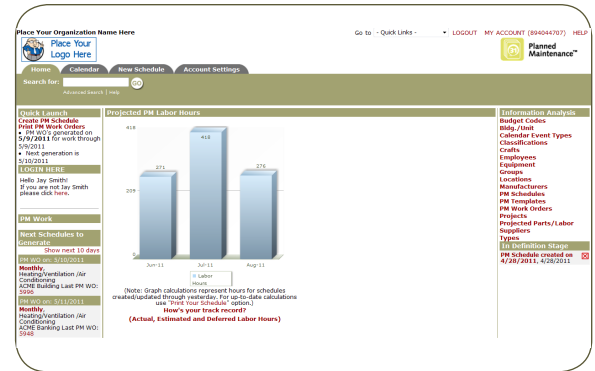 Place Your Organization Name Here
Go to - Quick Links - LOGOUT MY ACCOUNT (894044707) HELP
Place Your
Logo Here
Planned
Maintenance™
Home Calendar New Schedule Account Settings
Search for: GO
Advanced Search | Help
Quick Launch
Create PM Schedule
Print PM Work Orders
• PM WO's generated on
5/9/2011 for work through
5/9/2011
• Next generation is
5/10/2011
LOGIN HERE
Hello Jay Smith!
If you are not Jay Smith
please click here.
PM Work
Next Schedules to
Generate
Show next 10 days
PM WO on: 5/10/2011
Monthly,
Heating/Ventilation /Air
Conditioning
ACME Building Last PM WO:
5996
PM WO on: 5/11/2011
Monthly,
Heating/Ventilation /Air
Conditioning
ACME Banking Last PM WO:
5948
Projected PM Labor Hours
418
209
271
418
276
Jun-11 Jul-11 Aug-11
Labor
Hours
(Note: Graph calculations represent hours for schedules
created/updated through yesterday. For up-to-date calculations
use "Print Your Schedule" option.)
How's your track record?
(Actual, Estimated and Deferred Labor Hours)
Information Analysis
Budget Codes
Bldg./Unit
Calendar Event Types
Classifications
Crafts
Employees
Equipment
Groups
Locations
Manufacturers
PM Schedules
PM Templates
PM Work Orders
Projects
Projected Parts/Labor
Suppliers
Types
In Definition Stage
PM Schedule created on
4/28/2011, 4/28/2011